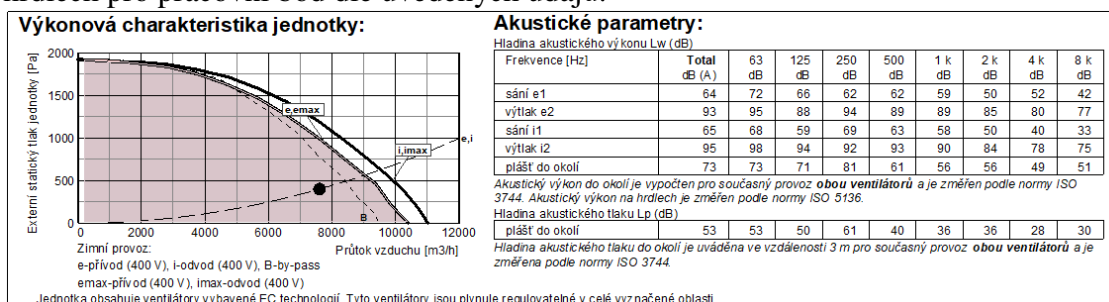 hrdlech pro pracovní bod dle uvedených údajů.
Výkonová charakteristika jednotky:
Externí statický tlak jednotky [Pa]
2000
1500
1000
500
0
e,emax
i,imax
e,i
B
0 2000 4000 6000 8000 10000 12000
Zimní provoz: Průtok vzduchu [m3/h]
e-přívod (400 V), i-odvod (400 V), B-by-pass
emax-přívod (400 V), imax-odvod (400 V)
Jednotka obsahuje ventilátory vybavené EC technologií. Tyto ventilátory jsou plynule regulovatelné v celé vyznačené oblasti
Akustické parametry:
Hladina akustického výkonu Lw (dB)
Frekvence [Hz] Total 63 125 250 500 1 k 2 k 4 k 8 k
dB (A) dB dB dB dB dB dB dB dB
sání e1 64 72 66 62 62 59 50 52 42
výtlak e2 93 95 88 94 89 89 85 80 77
sání i1 65 68 59 69 63 58 50 40 33
výtlak i2 95 98 94 92 93 90 84 78 75
plášť do okolí 73 73 71 81 61 56 56 49 51
Akustický výkon do okolí je vypočten pro současný provoz obou ventilátorů a je změřen podle normy ISO
3744. Akustický výkon na hrdlech je změřen podle normy ISO 5136.
Hladina akustického tlaku Lp (dB)
plášť do okolí 53 53 50 61 40 36 36 28 30
Hladina akustického tlaku do okolí je uváděna ve vzdálenosti 3 m pro současný provoz obou ventilátorů a je
změřena podle normy ISO 3744.